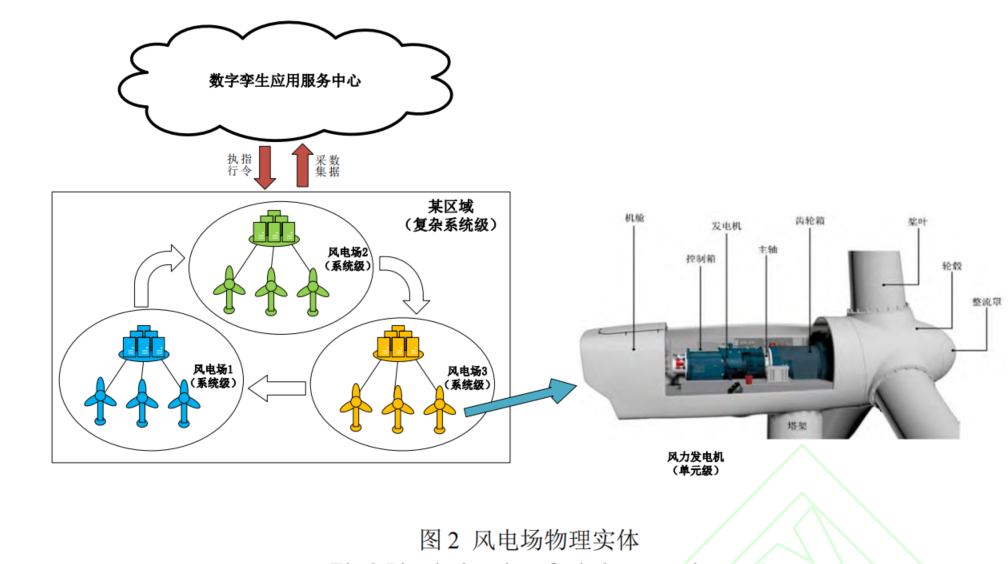 数字孪生应用服务中心
执行
指令
采集
数据
某区域
（复杂系统级）
风电场2
（系统级）
风电场1
（系统级）
风电场3
（系统级）
机舱
发电机
齿轮箱
桨叶
控制箱
主轴
轮毂
整流罩
塔架
风力发电机
（单元级）
图 2 风电场物理实体